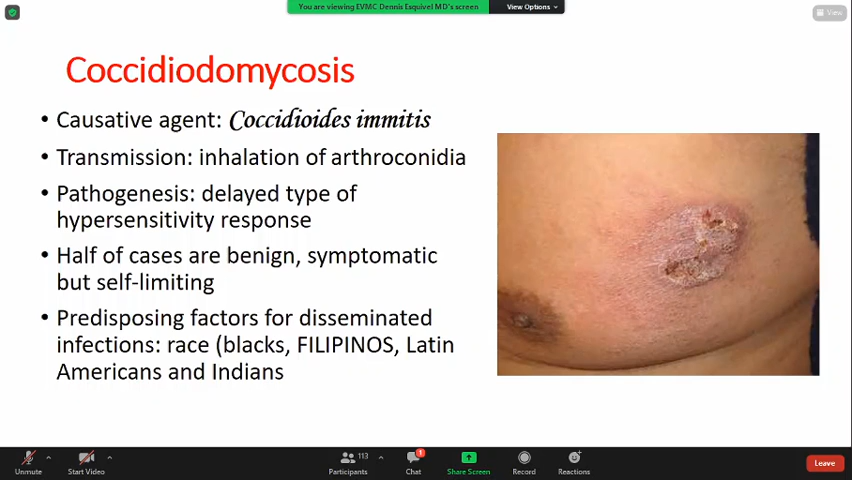 You are viewing EVMC Dennis Esquivel MD's screen
View Options
View
Coccidiodomycosis
• Causative agent: Coccidioides immitis
• Transmission: inhalation of arthroconidia
• Pathogenesis: delayed type of
hypersensitivity response
• Half of cases are benign, symptomatic
but self-limiting
• Predisposing factors for disseminated
infections: race (blacks, FILIPINOS, Latin
Americans and Indians
113
1
Unmute
Start Video
Participants
Chat
Share Screen
Record
Reactions
Leave